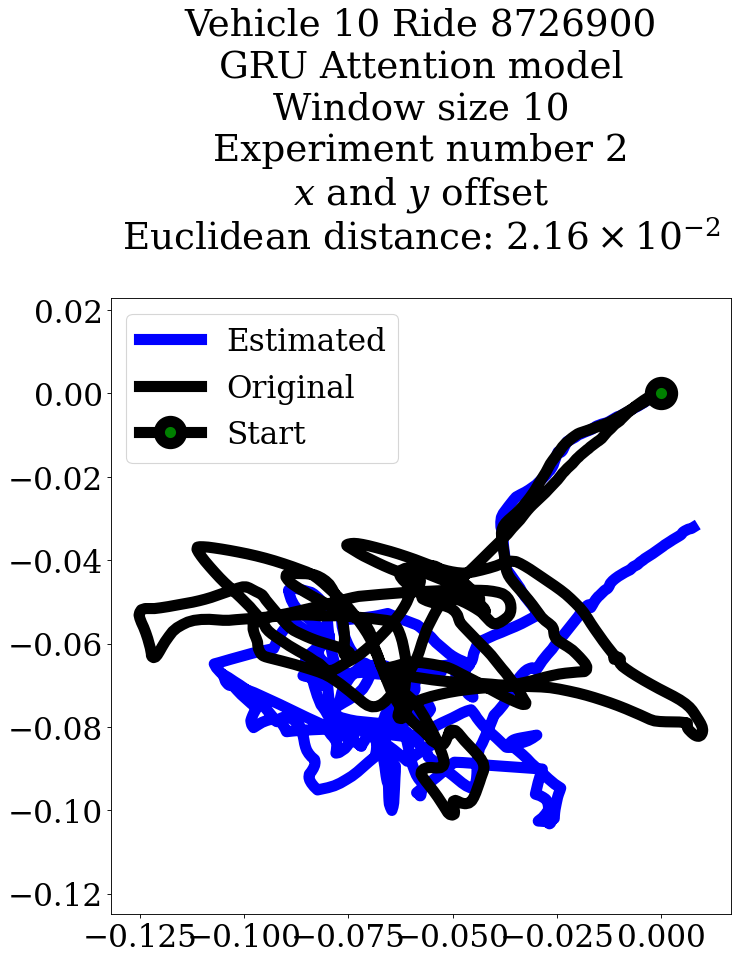 Vehicle 10 Ride 8726900
GRU Attention model
Window size 10
Experiment number 2
x and y offset
Euclidean distance: 2.16 × 10⁻²
Estimated
Original
Start
0.02
0.00
−0.02
−0.04
−0.06
−0.08
−0.10
−0.12
−0.125 −0.100 −0.075 −0.050 −0.025 0.000